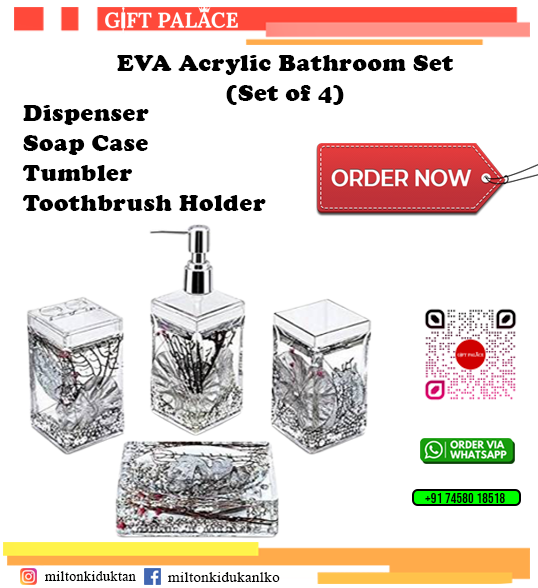 GIFT PALACE
EVA Acrylic Bathroom Set
(Set of 4)
Dispenser
Soap Case
Tumbler
Toothbrush Holder
ORDER NOW
GIFT PALACE
ORDER VIA
WHATSAPP
+91 74580 18518
miltonkiduktan
miltonkidukanlko